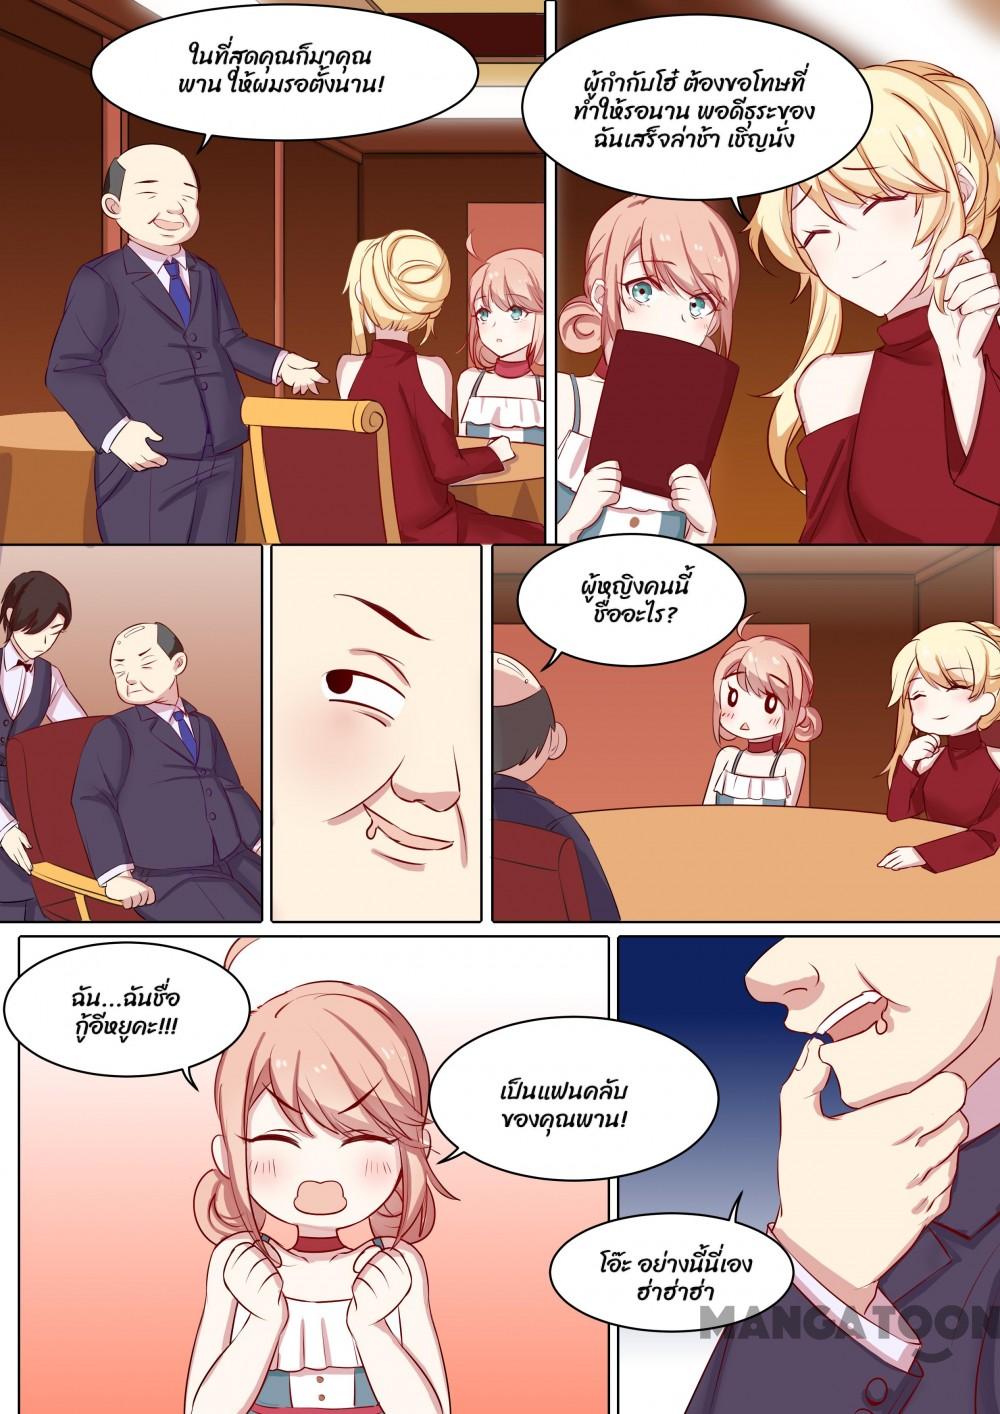 ในที่สุดคุณก็มาคุณ
พาน ให้ผมรอตั้งนาน!
ผู้กำกับโฮ่ ต้องขอโทษที่
ทำให้รอนาน พอดีธุระของ
ฉันเสร็จล่าช้า เชิญนั่ง
ผู้หญิงคนนี้
ชื่ออะไร?
ฉัน...ฉันชื่อ
กู้อีหยูคะ!!!
เป็นแฟนคลับ
ของคุณพาน!
โอ๊ะ อย่างนี้นี่เอง
ฮ่าฮ่าฮ่า
MANGATOON